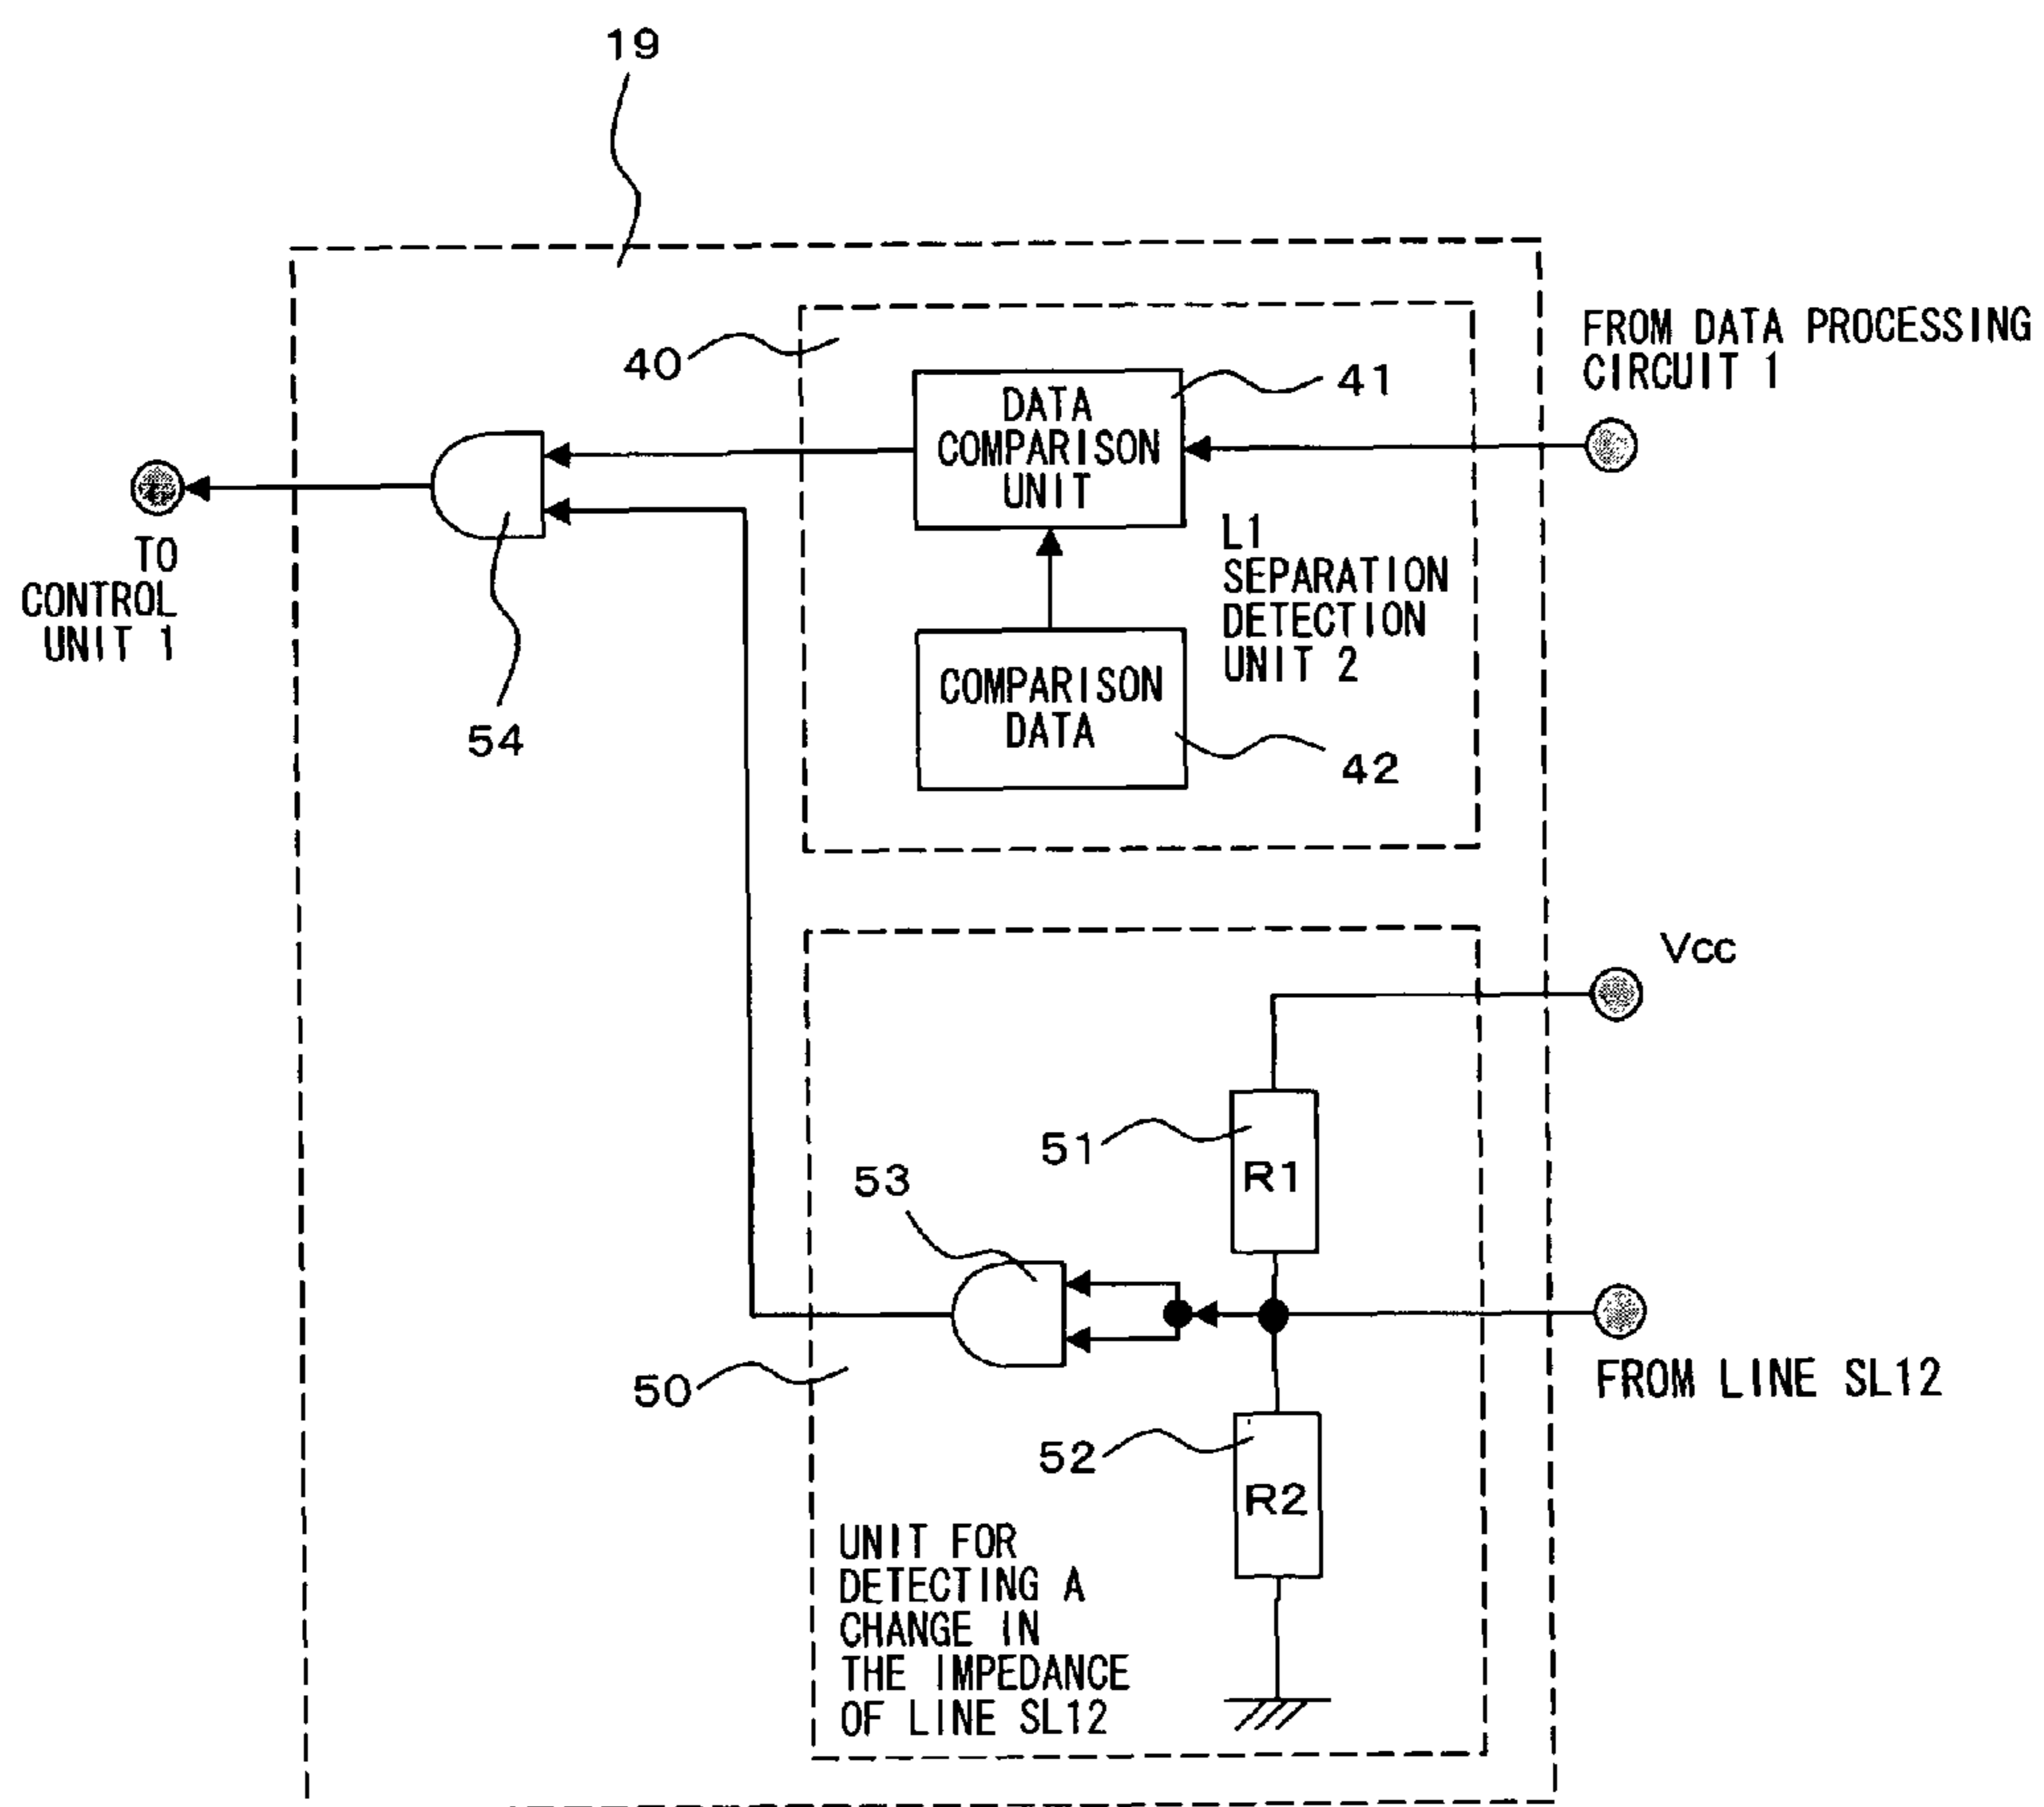 19
40
DATA
COMPARISON
UNIT
41
FROM DATA PROCESSING
CIRCUIT 1
TO
CONTROL
UNIT 1
54
L1
SEPARATION
DETECTION
UNIT 2
COMPARISON
DATA
42
Vcc
51
R1
53
50
FROM LINE SL12
52
R2
UNIT FOR
DETECTING A
CHANGE IN
THE IMPEDANCE
OF LINE SL12